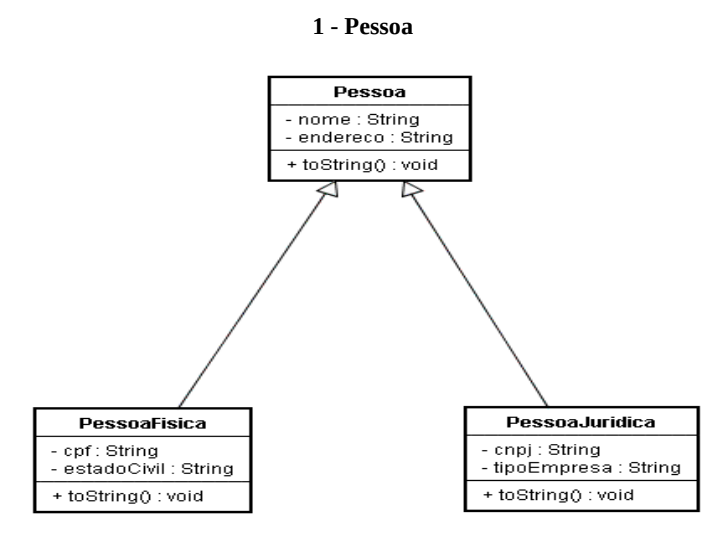 1 - Pessoa
Pessoa
- nome : String
- endereco : String
+ toString() : void
PessoaFisica
- cpf : String
- estadoCivil : String
+ toString() : void
PessoaJuridica
- cnpj : String
- tipoEmpresa : String
+ toString() : void